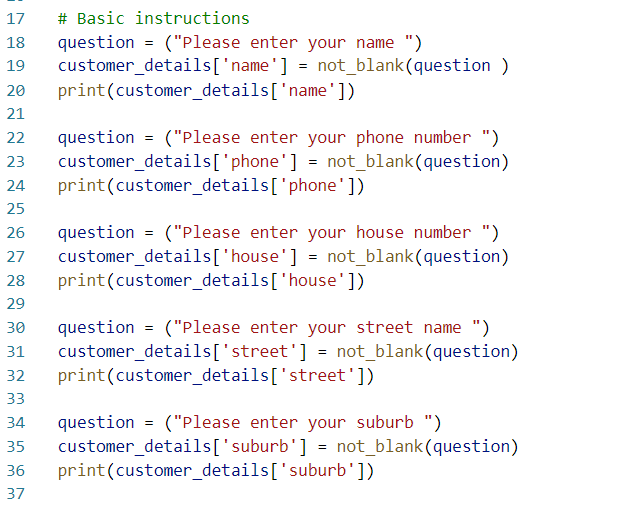 17 # Basic instructions
18 question = ("Please enter your name ")
19 customer_details['name'] = not_blank(question )
20 print(customer_details['name'])
21
22 question = ("Please enter your phone number ")
23 customer_details['phone'] = not_blank(question)
24 print(customer_details['phone'])
25
26 question = ("Please enter your house number ")
27 customer_details['house'] = not_blank(question)
28 print(customer_details['house'])
29
30 question = ("Please enter your street name ")
31 customer_details['street'] = not_blank(question)
32 print(customer_details['street'])
33
34 question = ("Please enter your suburb ")
35 customer_details['suburb'] = not_blank(question)
36 print(customer_details['suburb'])
37